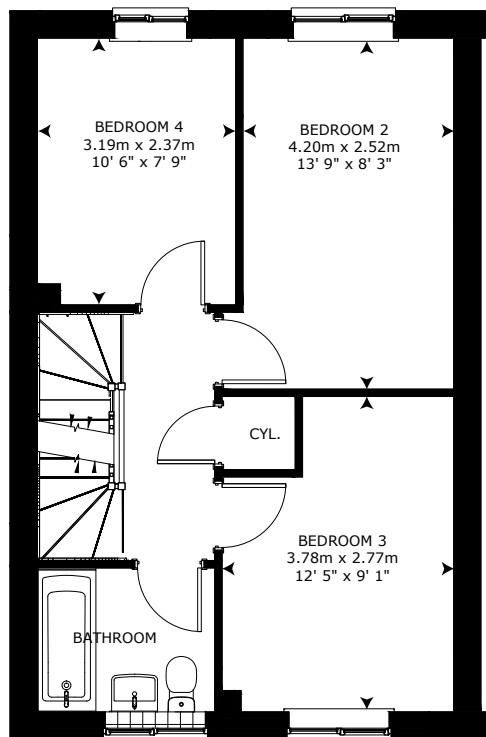 BEDROOM 4
3.19m x 2.37m
10' 6" x 7' 9"
BEDROOM 2
4.20m x 2.52m
13' 9" x 8' 3"
CYL.
BEDROOM 3
3.78m x 2.77m
12' 5" x 9' 1"
BATHROOM